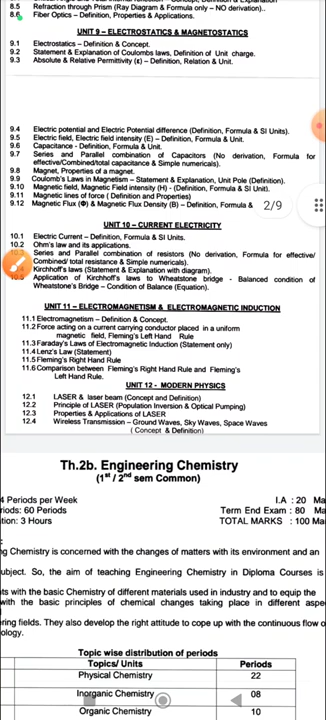 8.5 Refraction through Prism (Ray Diagram & Formula only – NO derivation)..
8.6 Fiber Optics – Definition, Properties & Applications.
UNIT 9 – ELECTROSTATICS & MAGNETOSTATICS
9.1 Electrostatics – Definition & Concept.
9.2 Statement & Explanation of Coulombs laws, Definition of Unit charge.
9.3 Absolute & Relative Permittivity (ε) – Definition, Relation & Unit.
9.4 Electric potential and Electric Potential difference (Definition, Formula & SI Units).
9.5 Electric field, Electric field intensity (E) – Definition, Formula & Unit.
9.6 Capacitance - Definition, Formula & Unit.
9.7 Series and Parallel combination of Capacitors (No derivation, Formula for
effective/Combined/total capacitance & Simple numericals).
9.8 Magnet, Properties of a magnet.
9.9 Coulomb's Laws in Magnetism – Statement & Explanation, Unit Pole (Definition).
9.10 Magnetic field, Magnetic Field intensity (H) - (Definition, Formula & SI Unit).
9.11 Magnetic lines of force ( Definition and Properties)
9.12 Magnetic Flux (Φ) & Magnetic Flux Density (B) – Definition, Formula &
2/9
UNIT 10 – CURRENT ELECTRICITY
10.1 Electric Current – Definition, Formula & SI Units.
10.2 Ohm's law and its applications.
Series and Parallel combination of resistors (No derivation, Formula for effective/
Combined/ total resistance & Simple numericals).
Kirchhoff's laws (Statement & Explanation with diagram).
Application of Kirchhoff's laws to Wheatstone bridge - Balanced condition of
Wheatstone's Bridge – Condition of Balance (Equation).
UNIT 11 – ELECTROMAGNETISM & ELECTROMAGNETIC INDUCTION
11.1 Electromagnetism – Definition & Concept.
11.2 Force acting on a current carrying conductor placed in a uniform
magnetic field, Fleming's Left Hand Rule
11.3 Faraday's Laws of Electromagnetic Induction (Statement only)
11.4 Lenz's Law (Statement)
11.5 Fleming's Right Hand Rule
11.6 Comparison between Fleming's Right Hand Rule and Fleming's
Left Hand Rule.
UNIT 12 - MODERN PHYSICS
12.1 LASER & laser beam (Concept and Definition)
12.2 Principle of LASER (Population Inversion & Optical Pumping)
12.3 Properties & Applications of LASER
12.4 Wireless Transmission – Ground Waves, Sky Waves, Space Waves
( Concept & Definition)
Th.2b. Engineering Chemistry
(1st / 2nd sem Common)
4 Periods per Week I.A : 20 Ma
riods: 60 Periods Term End Exam : 80 Ma
tion: 3 Hours TOTAL MARKS : 100 Ma
ng Chemistry is concerned with the changes of matters with its environment and an
ubject. So, the aim of teaching Engineering Chemistry in Diploma Courses is
ts with the basic Chemistry of different materials used in industry and to equip the
with the basic principles of chemical changes taking place in different aspe
ring fields. They also develop the right attitude to cope up with the continuous flow o
ology.
Topic wise distribution of periods
Topics/ Units Periods
Physical Chemistry 22
Inorganic Chemistry 08
Organic Chemistry 10